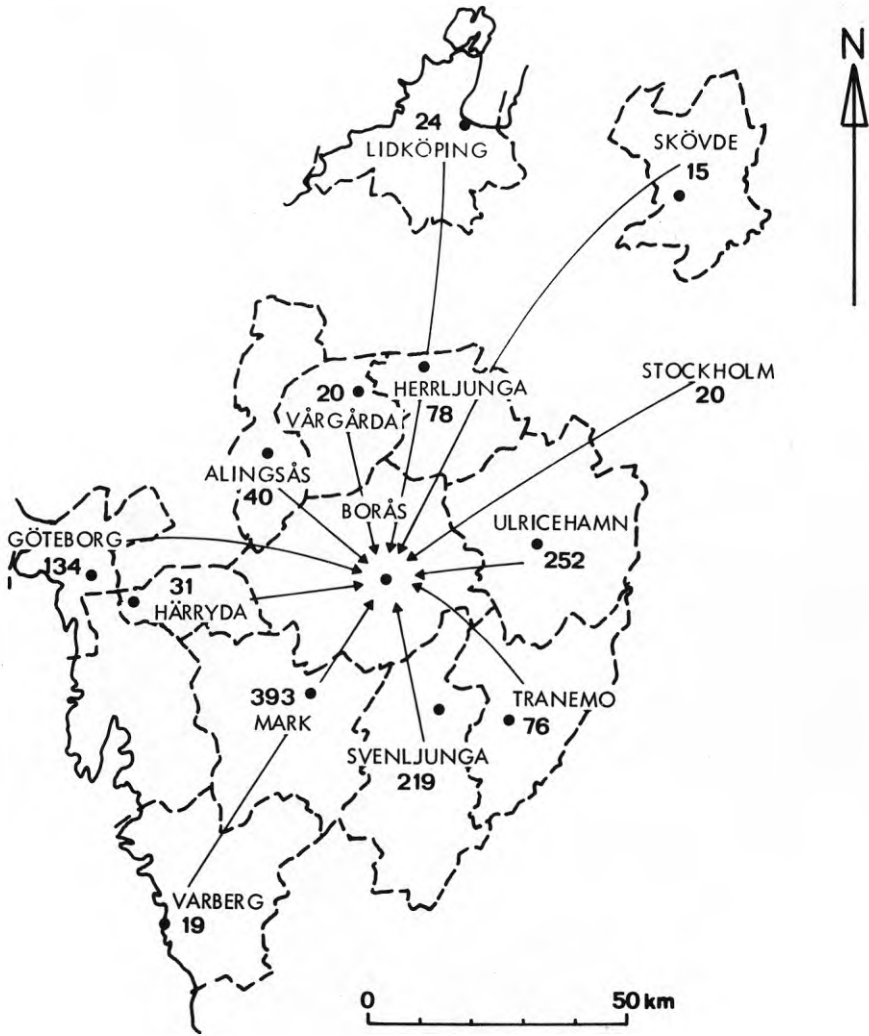 N
24
LIDKÖPING
SKÖVDE
15
STOCKHOLM
20
20
VÅRGÅRDA
HERRLJUNGA
78
ALINGSÅS
40
BORÅS
ULRICEHAMN
252
GÖTEBORG
134
31
HÄRRYDA
393
MARK
TRANEMO
76
SVENLJUNGA
219
VARBERG
19
0
50 km